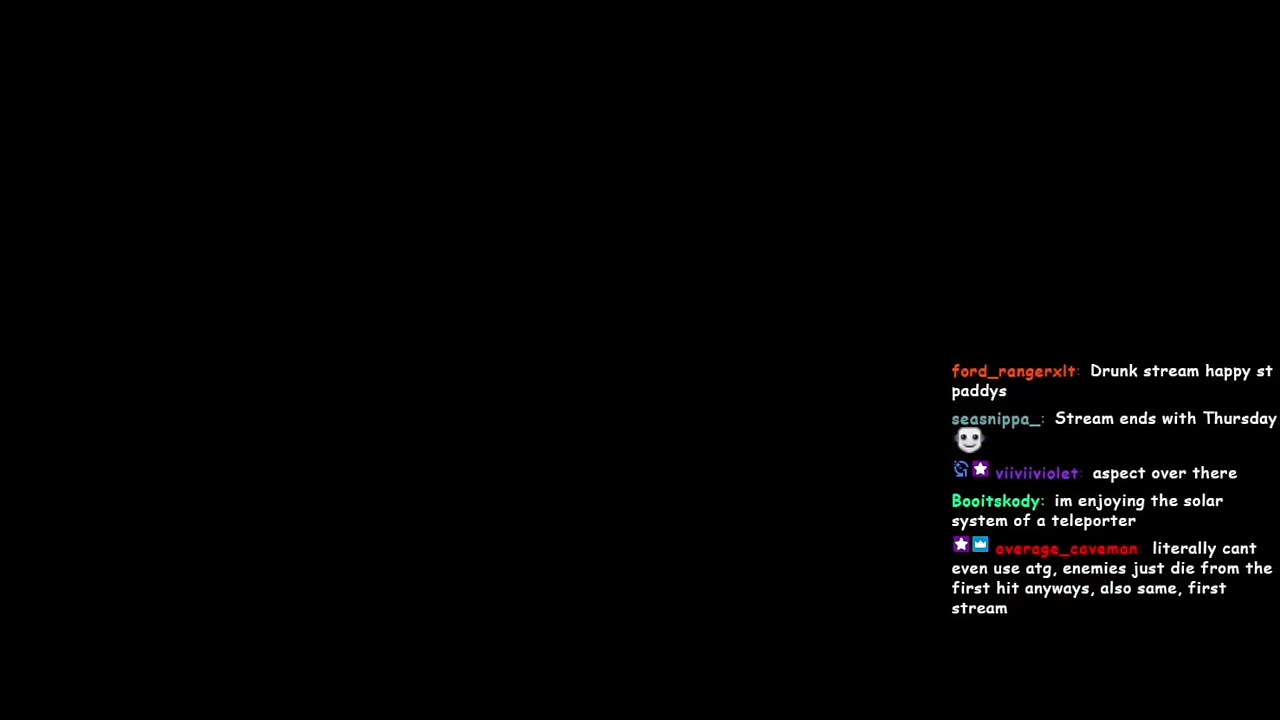 ford_rangerxlt: Drunk stream happy st
paddys
seasnippa_: Stream ends with Thursday
viiviiviolet: aspect over there
Booitskody: im enjoying the solar
system of a teleporter
average_caveman: literally cant
even use atg, enemies just die from the
first hit anyways, also same, first
stream